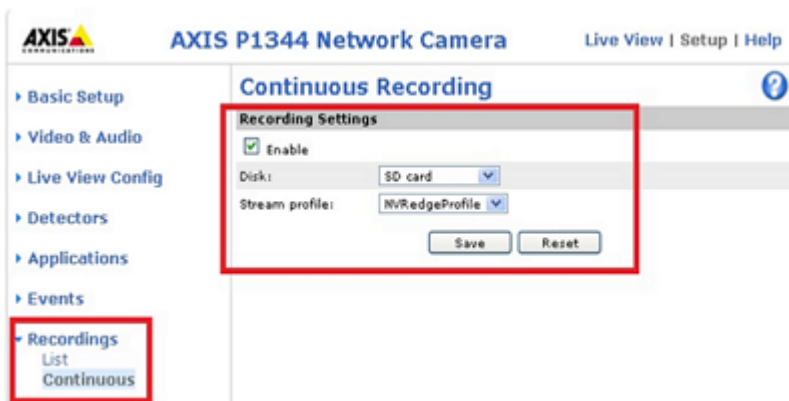 AXIS
COMMUNICATIONS
AXIS P1344 Network Camera
Live View | Setup | Help
Basic Setup
Video & Audio
Live View Config
Detectors
Applications
Events
Recordings
List
Continuous
Continuous Recording
?
Recording Settings
Enable
Disk: SD card
Stream profile: NVRedgeProfile
Save Reset